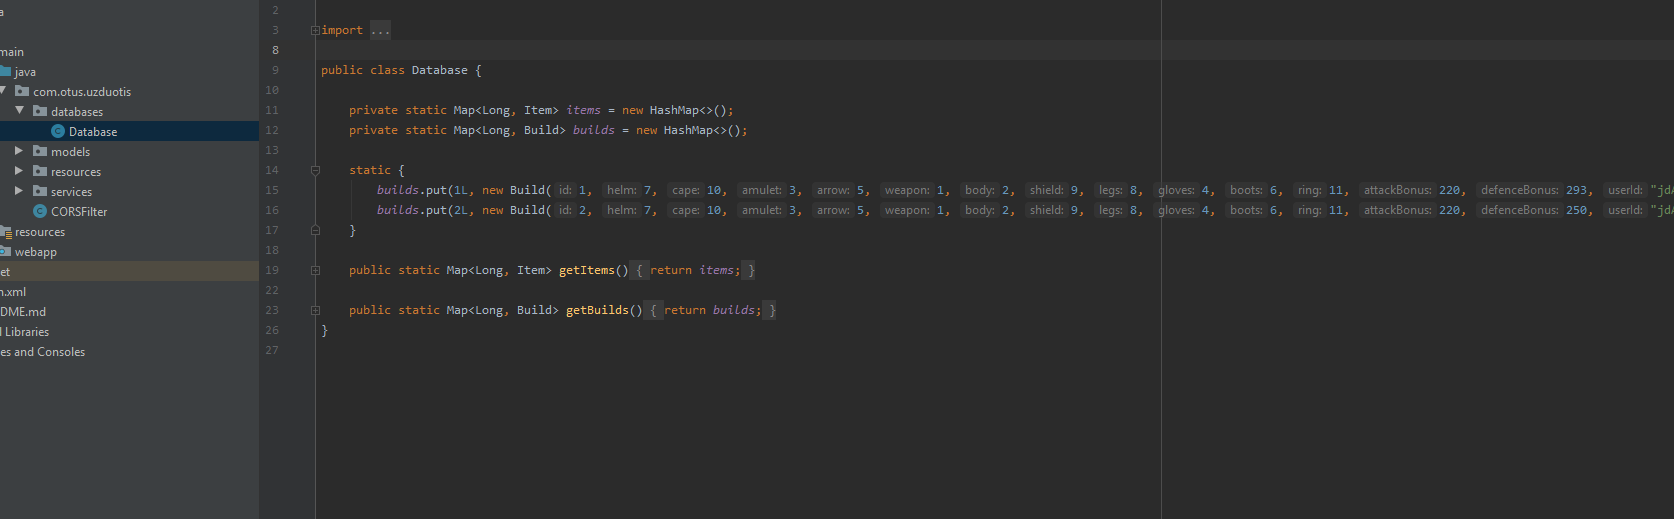 a
main
java
com.otus.uzduotis
databases
Database
models
resources
services
CORSFilter
resources
webapp
et
.xml
DME.md
l Libraries
es and Consoles
2
3 import ...
8
9 public class Database {
10
11 private static Map<Long, Item> items = new HashMap<>();
12 private static Map<Long, Build> builds = new HashMap<>();
13
14 static {
15 builds.put(1L, new Build( id: 1, helm: 7, cape: 10, amulet: 3, arrow: 5, weapon: 1, body: 2, shield: 9, legs: 8, gloves: 4, boots: 6, ring: 11, attackBonus: 220, defenceBonus: 293, userId: "jdA
16 builds.put(2L, new Build( id: 2, helm: 7, cape: 10, amulet: 3, arrow: 5, weapon: 1, body: 2, shield: 9, legs: 8, gloves: 4, boots: 6, ring: 11, attackBonus: 220, defenceBonus: 250, userId: "jdA
17 }
18
19 public static Map<Long, Item> getItems() { return items; }
22
23 public static Map<Long, Build> getBuilds() { return builds; }
26 }
27